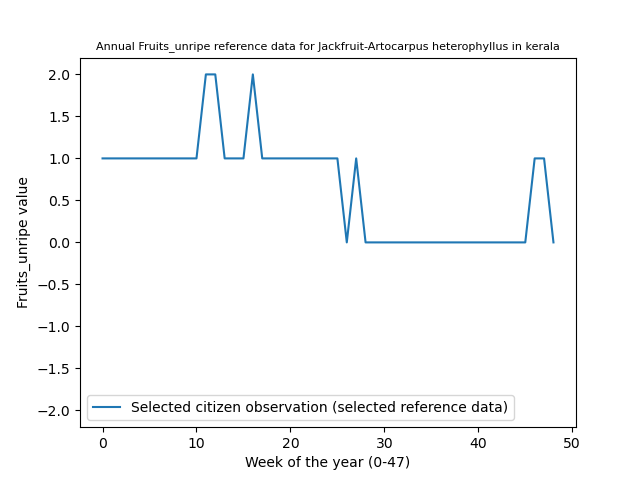 Annual Fruits_unripe reference data for Jackfruit-Artocarpus heterophyllus in kerala
2.0
1.5
1.0
0.5
0.0
−0.5
−1.0
−1.5
−2.0
Fruits_unripe value
Selected citizen observation (selected reference data)
0 10 20 30 40 50
Week of the year (0-47)